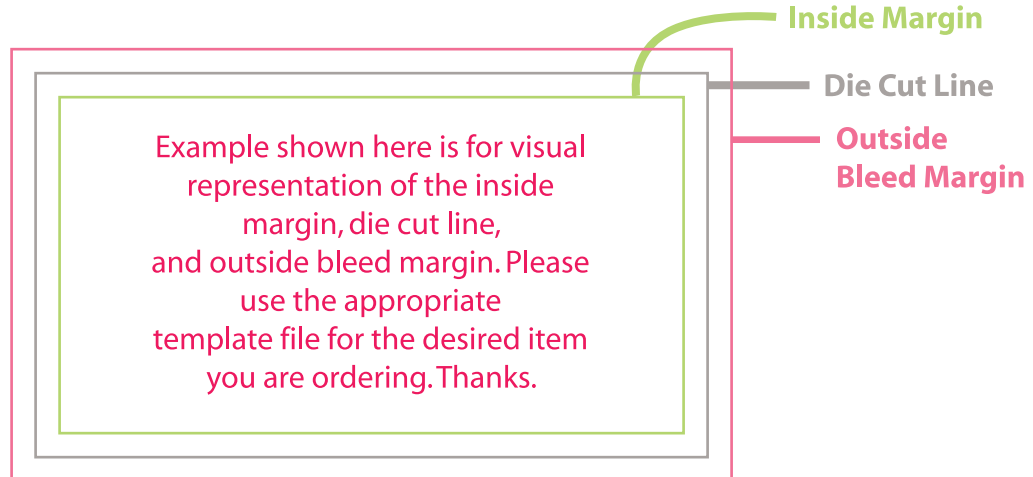 Inside Margin
Die Cut Line
Outside
Bleed Margin
Example shown here is for visual
representation of the inside
margin, die cut line,
and outside bleed margin. Please
use the appropriate
template file for the desired item
you are ordering. Thanks.